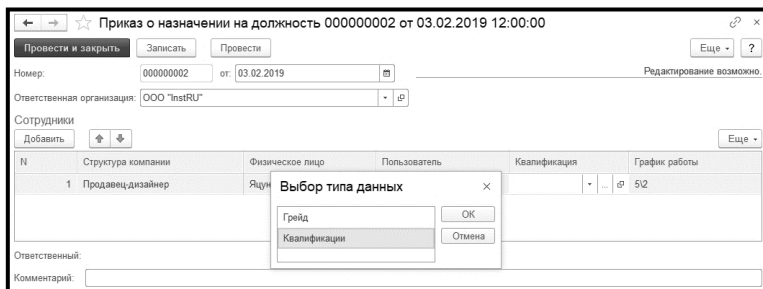 Приказ о назначении на должность 000000002 от 03.02.2019 12:00:00
Провести и закрыть Записать Провести Еще ?
Номер: 000000002 от: 03.02.2019 Редактирование возможно.
Ответственная организация: ООО "InstRU"
Сотрудники
Добавить Еще
N Структура компании Физическое лицо Пользователь Квалификация График работы
1 Продавец-дизайнер ... 5\2
Выбор типа данных
Грейд ОК
Квалификации Отмена
Ответственный:
Комментарий: